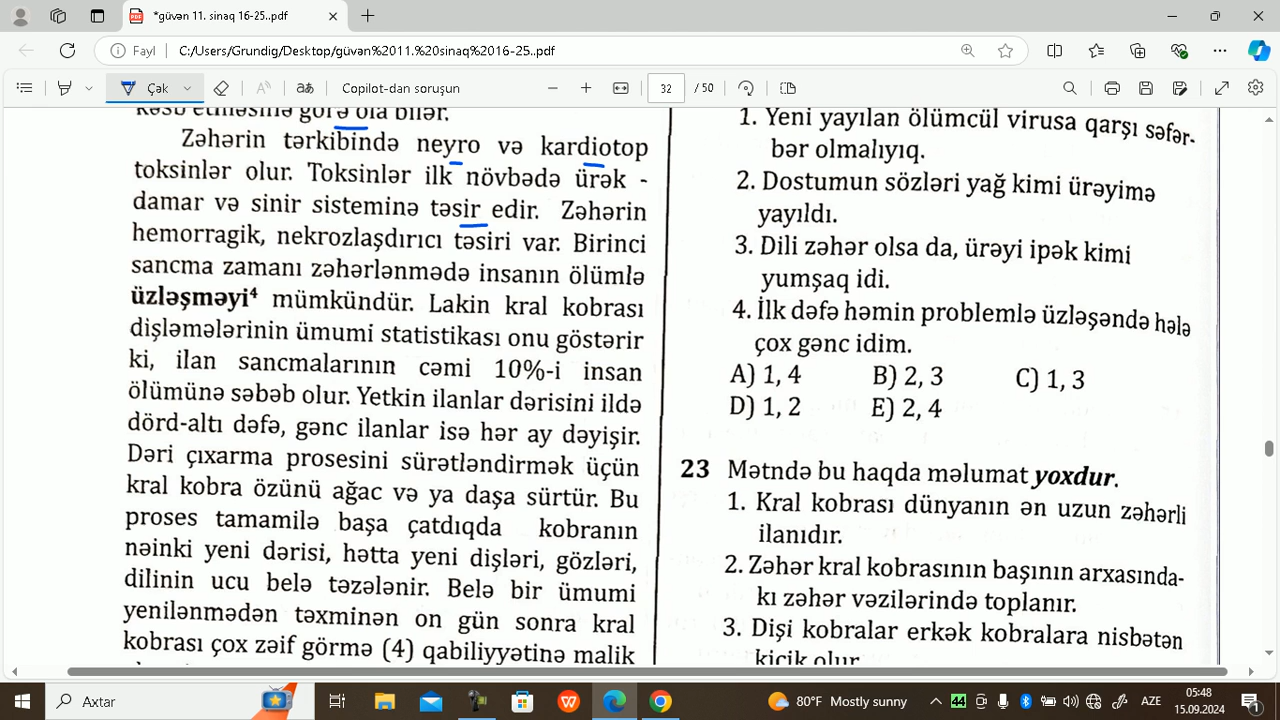 *güvən 11. sinaq 16-25..pdf
Fayl
C:/Users/Grundig/Desktop/güvən%2011.%20sinaq%2016-25..pdf
Çək
Copilot-dan soruşun
32
/ 50
kəsb etməsinə görə ola bilər.
Zəhərin tərkibində neyro və kardiotop
toksinlər olur. Toksinlər ilk növbədə ürək -
damar və sinir sisteminə təsir edir. Zəhərin
hemorragik, nekrozlaşdırıcı təsiri var. Birinci
sancma zamanı zəhərlənmədə insanın ölümlə
üzləşməyi⁴ mümkündür. Lakin kral kobrası
dişləmələrinin ümumi statistikası onu göstərir
ki, ilan sancmalarının cəmi 10%-i insan
ölümünə səbəb olur. Yetkin ilanlar dərisini ildə
dörd-altı dəfə, gənc ilanlar isə hər ay dəyişir.
Dəri çıxarma prosesini sürətləndirmək üçün
kral kobra özünü ağac və ya daşa sürtür. Bu
proses tamamilə başa çatdıqda kobranın
nəinki yeni dərisi, hətta yeni dişləri, gözləri,
dilinin ucu belə təzələnir. Belə bir ümumi
yenilənmədən təxminən on gün sonra kral
kobrası çox zəif görmə (4) qabiliyyətinə malik
1. Yeni yayılan ölümcül virusa qarşı səfər-
bər olmalıyıq.
2. Dostumun sözləri yağ kimi ürəyimə
yayıldı.
3. Dili zəhər olsa da, ürəyi ipək kimi
yumşaq idi.
4. İlk dəfə həmin problemlə üzləşəndə hələ
çox gənc idim.
A) 1, 4 B) 2, 3 C) 1, 3
D) 1, 2 E) 2, 4
23 Mətndə bu haqda məlumat yoxdur.
1. Kral kobrası dünyanın ən uzun zəhərli
ilanıdır.
2. Zəhər kral kobrasının başının arxasında-
kı zəhər vəzilərində toplanır.
3. Dişi kobralar erkək kobralara nisbətən
kiçik olur.
Axtar
80°F Mostly sunny
44
AZE
05:48
15.09.2024